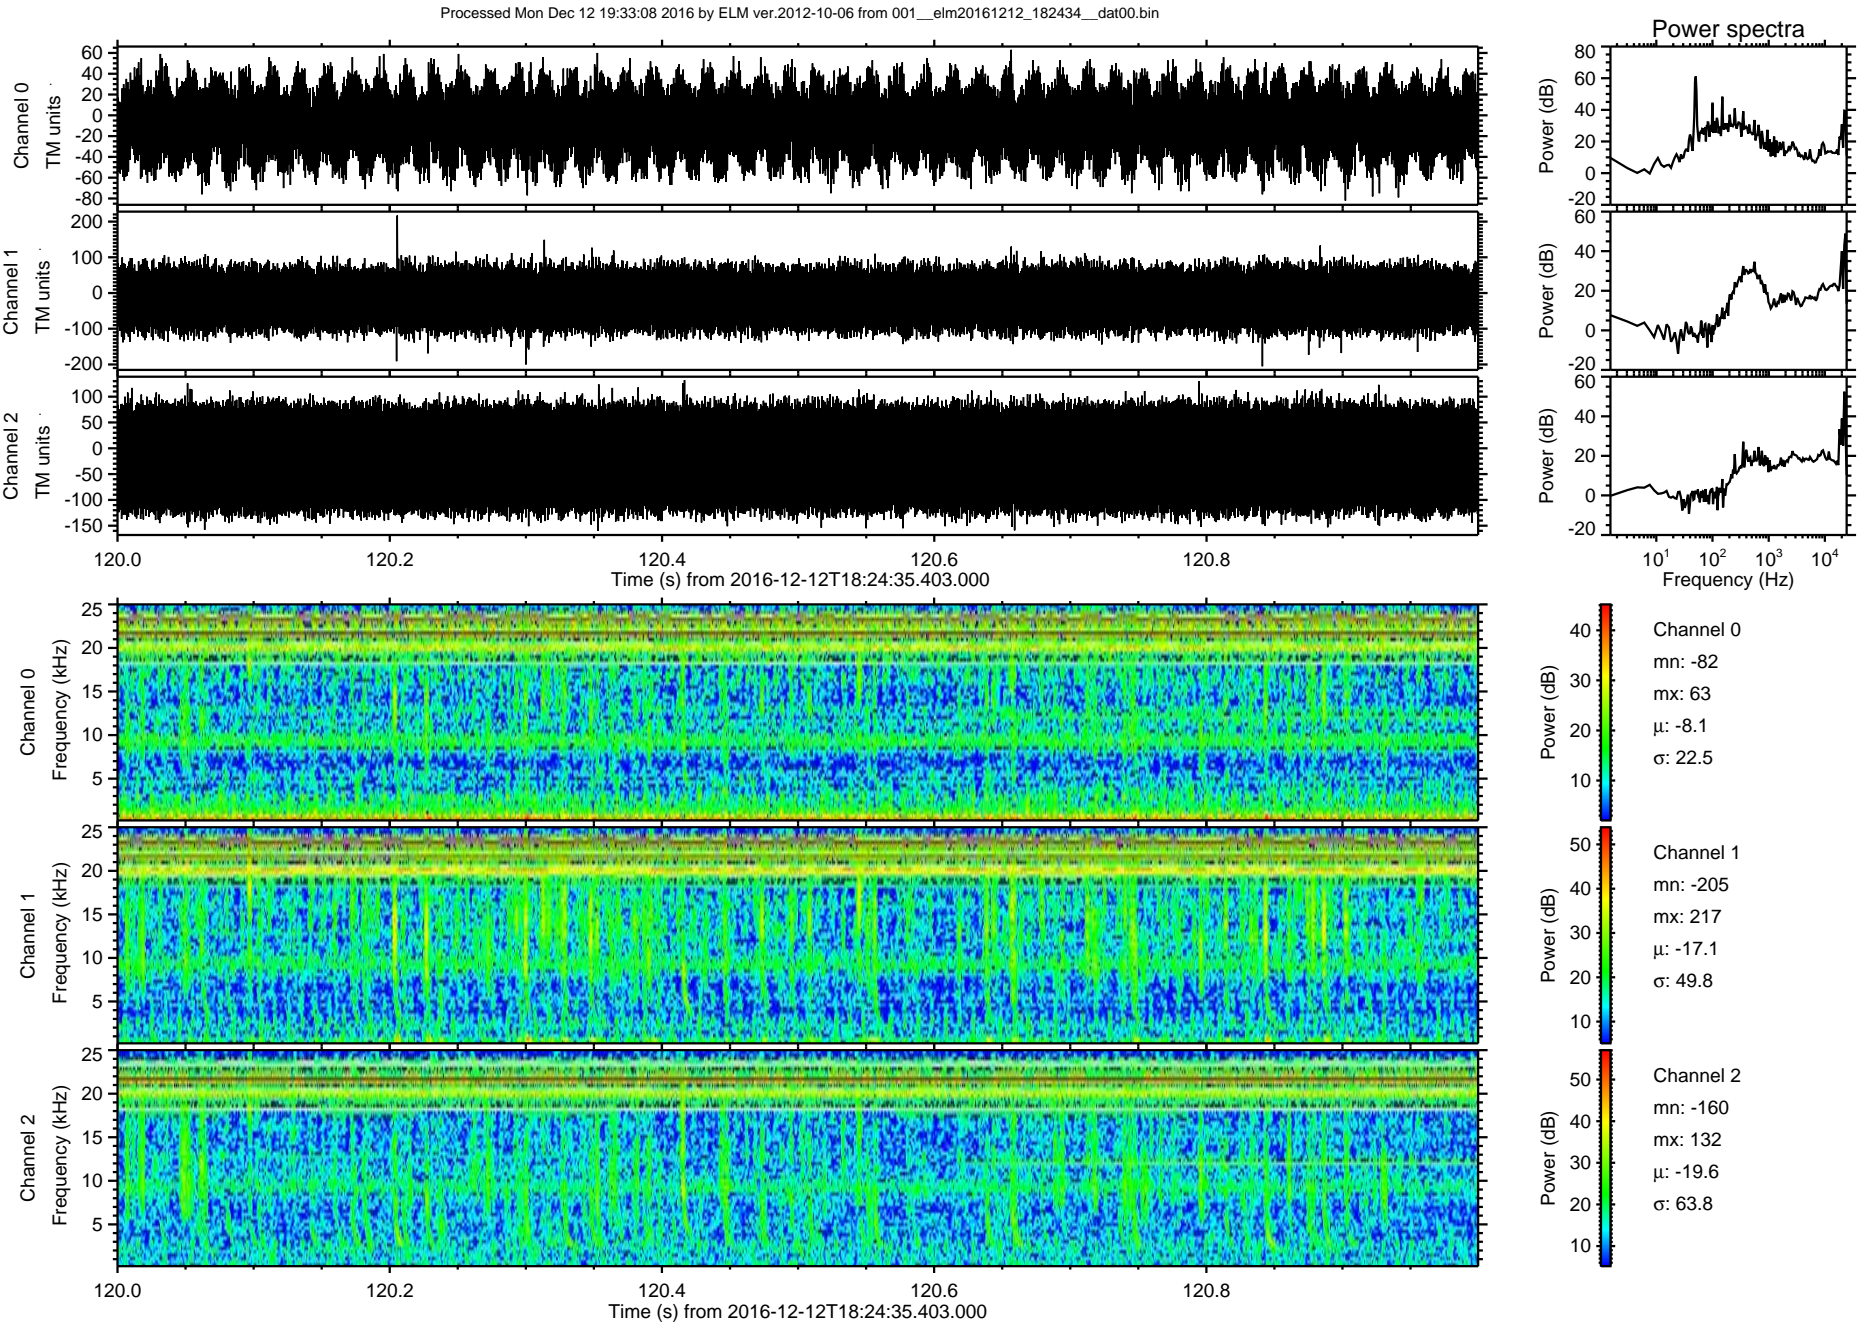 Processed Mon Dec 12 19:33:08 2016 by ELM ver.2012-10-06 from 001__elm20161212_182434__dat00.bin
Power spectra
Channel 0
TM units
60
40
20
0
-20
-40
-60
-80
Power (dB)
80
60
40
20
0
-20
Channel 1
TM units
200
100
0
-100
-200
Power (dB)
60
40
20
0
-20
Channel 2
TM units
100
50
0
-50
-100
-150
Power (dB)
60
40
20
0
-20
120.0 120.2 120.4 120.6 120.8
Time (s) from 2016-12-12T18:24:35.403.000
10¹ 10² 10³ 10⁴
Frequency (Hz)
Channel 0
Frequency (kHz)
25
20
15
10
5
Power (dB)
40
30
20
10
Channel 0
mn: -82
mx: 63
μ: -8.1
σ: 22.5
Channel 1
Frequency (kHz)
25
20
15
10
5
Power (dB)
50
40
30
20
10
Channel 1
mn: -205
mx: 217
μ: -17.1
σ: 49.8
Channel 2
Frequency (kHz)
25
20
15
10
5
Power (dB)
50
40
30
20
10
Channel 2
mn: -160
mx: 132
μ: -19.6
σ: 63.8
120.0 120.2 120.4 120.6 120.8
Time (s) from 2016-12-12T18:24:35.403.000